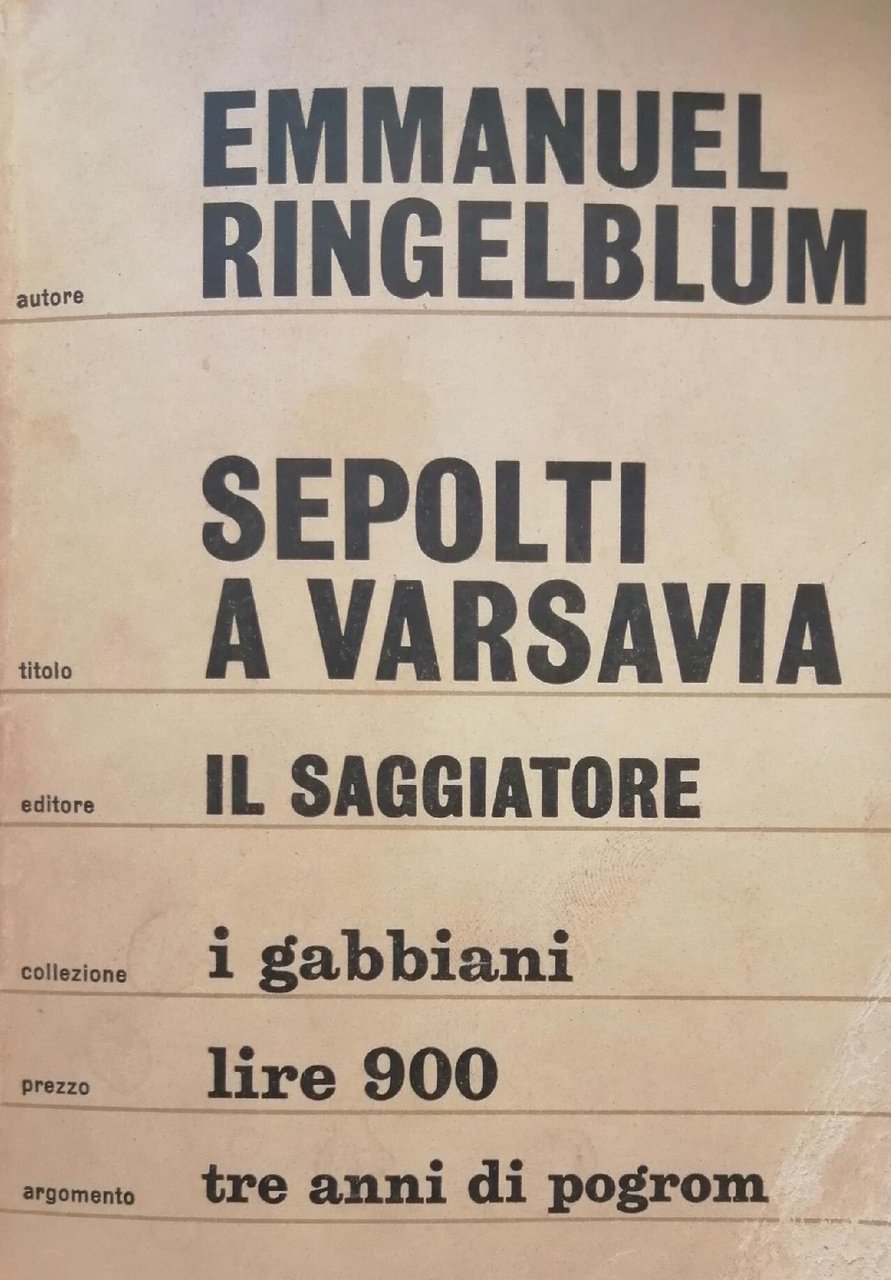 EMMANUEL
autore RINGELBLUM
SEPOLTI
titolo A VARSAVIA
editore IL SAGGIATORE
collezione i gabbiani
prezzo lire 900
argomento tre anni di pogrom